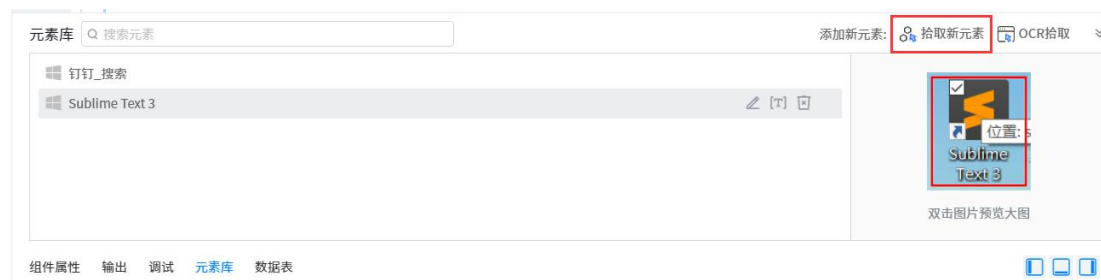 元素库 搜索元素 添加新元素: 拾取新元素 OCR拾取
钉钉_搜索
Sublime Text 3 [T]
位置: s
Sublime
Text 3
双击图片预览大图
组件属性 输出 调试 元素库 数据表